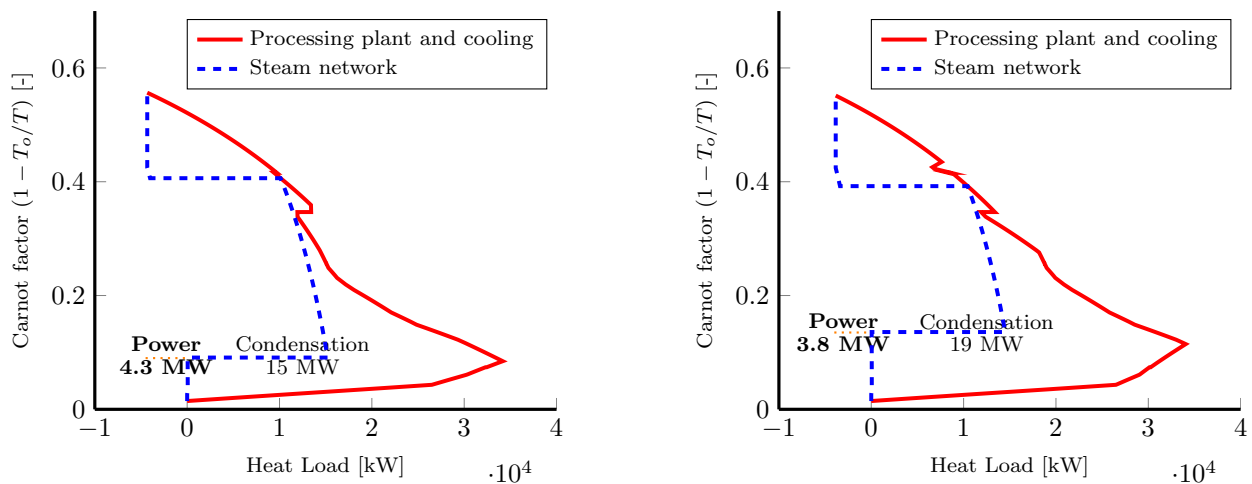 Processing plant and cooling
Steam network
0.6
0.4
0.2
0
Carnot factor (1 − T_o/T) [-]
Power
4.3 MW
Condensation
15 MW
−1 0 1 2 3 4
Heat Load [kW]
·10^4
Processing plant and cooling
Steam network
0.6
0.4
0.2
0
Carnot factor (1 − T_o/T) [-]
Power
3.8 MW
Condensation
19 MW
−1 0 1 2 3 4
Heat Load [kW]
·10^4